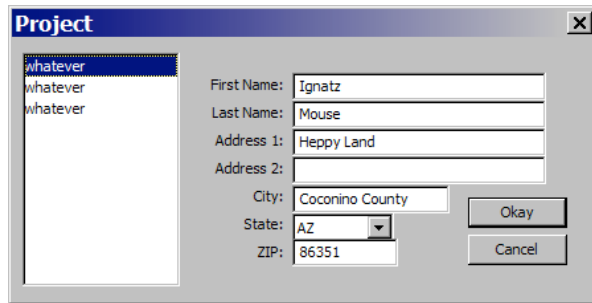 Project
whatever
whatever
whatever
First Name: Ignatz
Last Name: Mouse
Address 1: Heppy Land
Address 2:
City: Coconino County
State: AZ
ZIP: 86351
Okay
Cancel